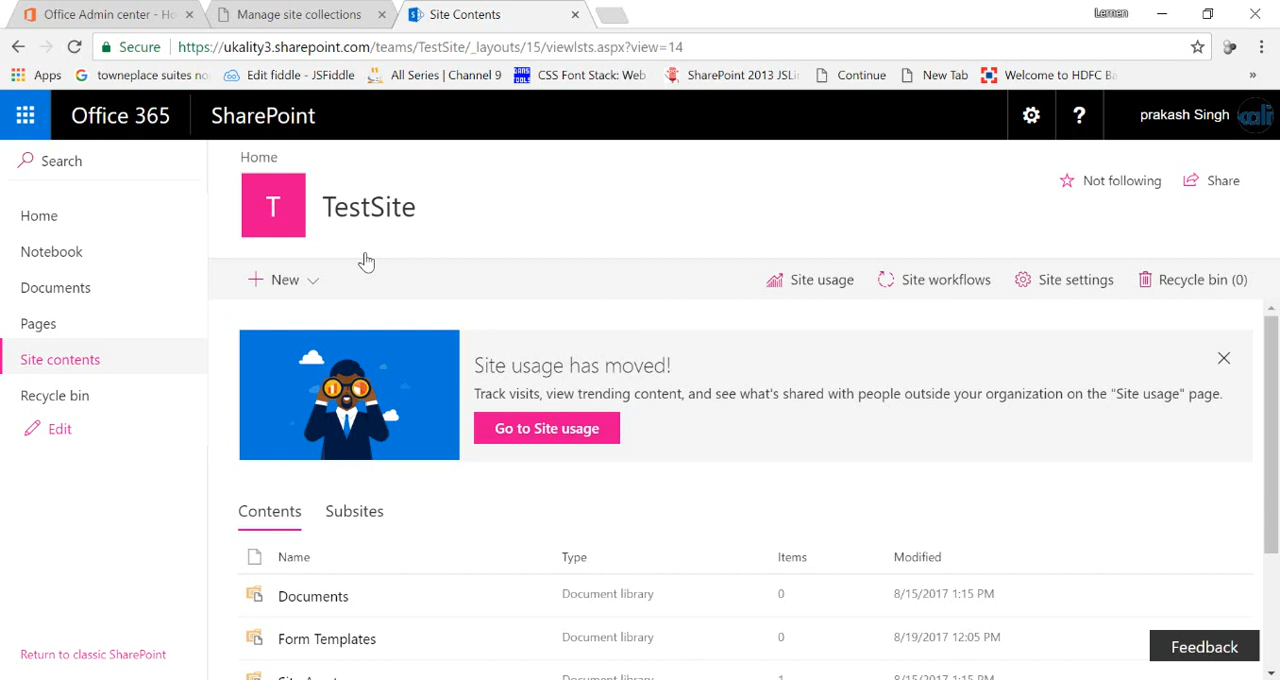 Office Admin center - Ho
Manage site collections
Site Contents
Lernen
Secure
https://ukality3.sharepoint.com/teams/TestSite/_layouts/15/viewlsts.aspx?view=14
Apps
towneplace suites no
Edit fiddle - JSFiddle
All Series | Channel 9
CSS Font Stack: Web
SharePoint 2013 JSLi
Continue
New Tab
Welcome to HDFC Ba
Office 365
SharePoint
?
prakash Singh
Search
Home
Notebook
Documents
Pages
Site contents
Recycle bin
Edit
Return to classic SharePoint
Home
T
TestSite
Not following
Share
New
Site usage
Site workflows
Site settings
Recycle bin (0)
Site usage has moved!
Track visits, view trending content, and see what's shared with people outside your organization on the "Site usage" page.
Go to Site usage
Contents Subsites
Name Type Items Modified
Documents Document library 0 8/15/2017 1:15 PM
Form Templates Document library 0 8/19/2017 12:05 PM
Feedback